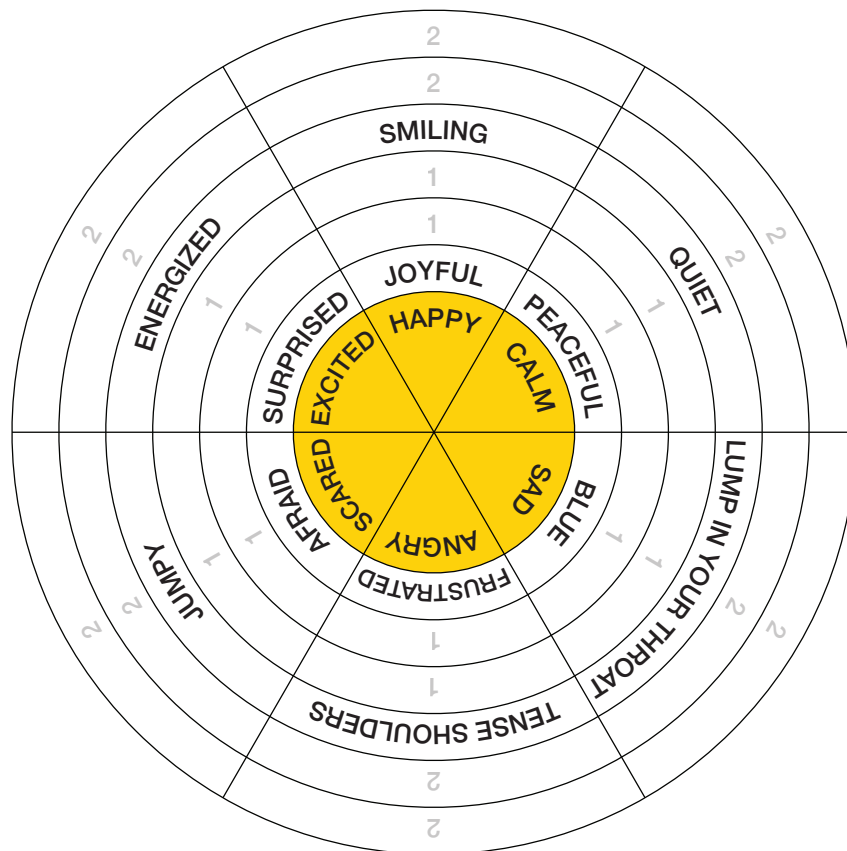 2
2
SMILING
1
1
JOYFUL
HAPPY
2
2
QUIET
1
1
PEACEFUL
CALM
2
2
LUMP IN YOUR THROAT
1
1
BLUE
SAD
2
2
TENSE SHOULDERS
1
1
FRUSTRATED
ANGRY
2
2
JUMPY
1
1
AFRAID
SCARED
2
2
ENERGIZED
1
1
SURPRISED
EXCITED